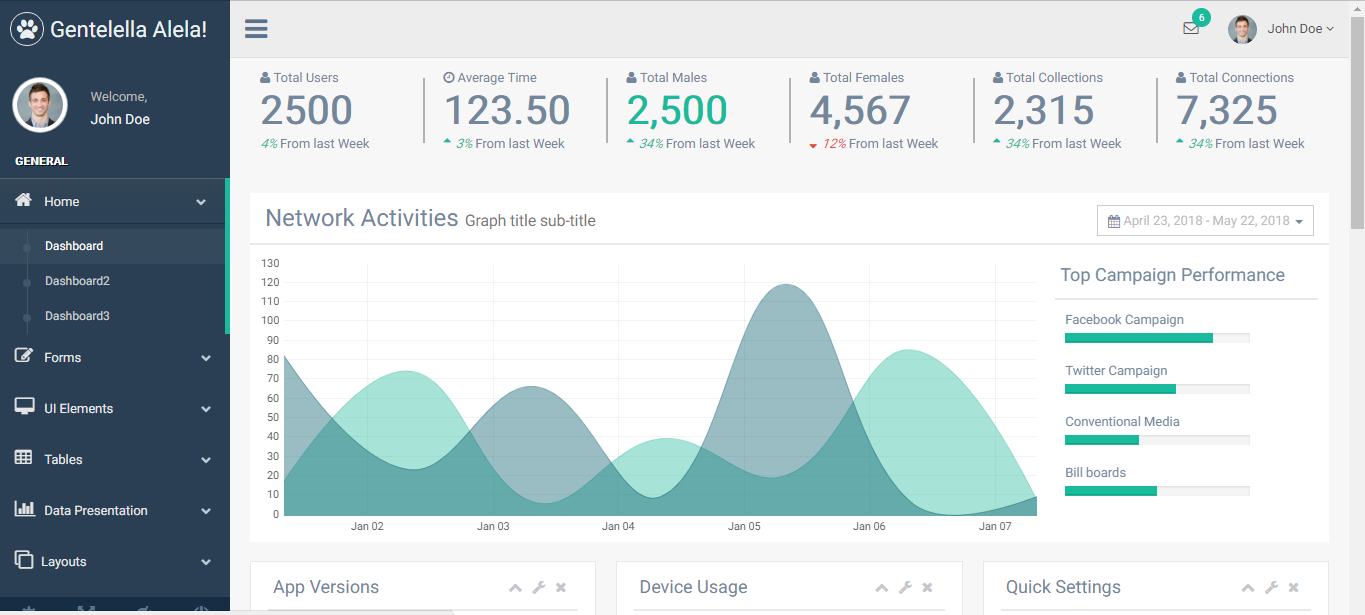 Gentelella Alela!
Welcome,
John Doe
GENERAL
Home
Dashboard
Dashboard2
Dashboard3
Forms
UI Elements
Tables
Data Presentation
Layouts
6
John Doe
Total Users
2500
4% From last Week
Average Time
123.50
3% From last Week
Total Males
2,500
34% From last Week
Total Females
4,567
12% From last Week
Total Collections
2,315
34% From last Week
Total Connections
7,325
34% From last Week
Network Activities Graph title sub-title
April 23, 2018 - May 22, 2018
130
120
110
100
90
80
70
60
50
40
30
20
10
0
Jan 02 Jan 03 Jan 04 Jan 05 Jan 06 Jan 07
Top Campaign Performance
Facebook Campaign
Twitter Campaign
Conventional Media
Bill boards
App Versions
Device Usage
Quick Settings